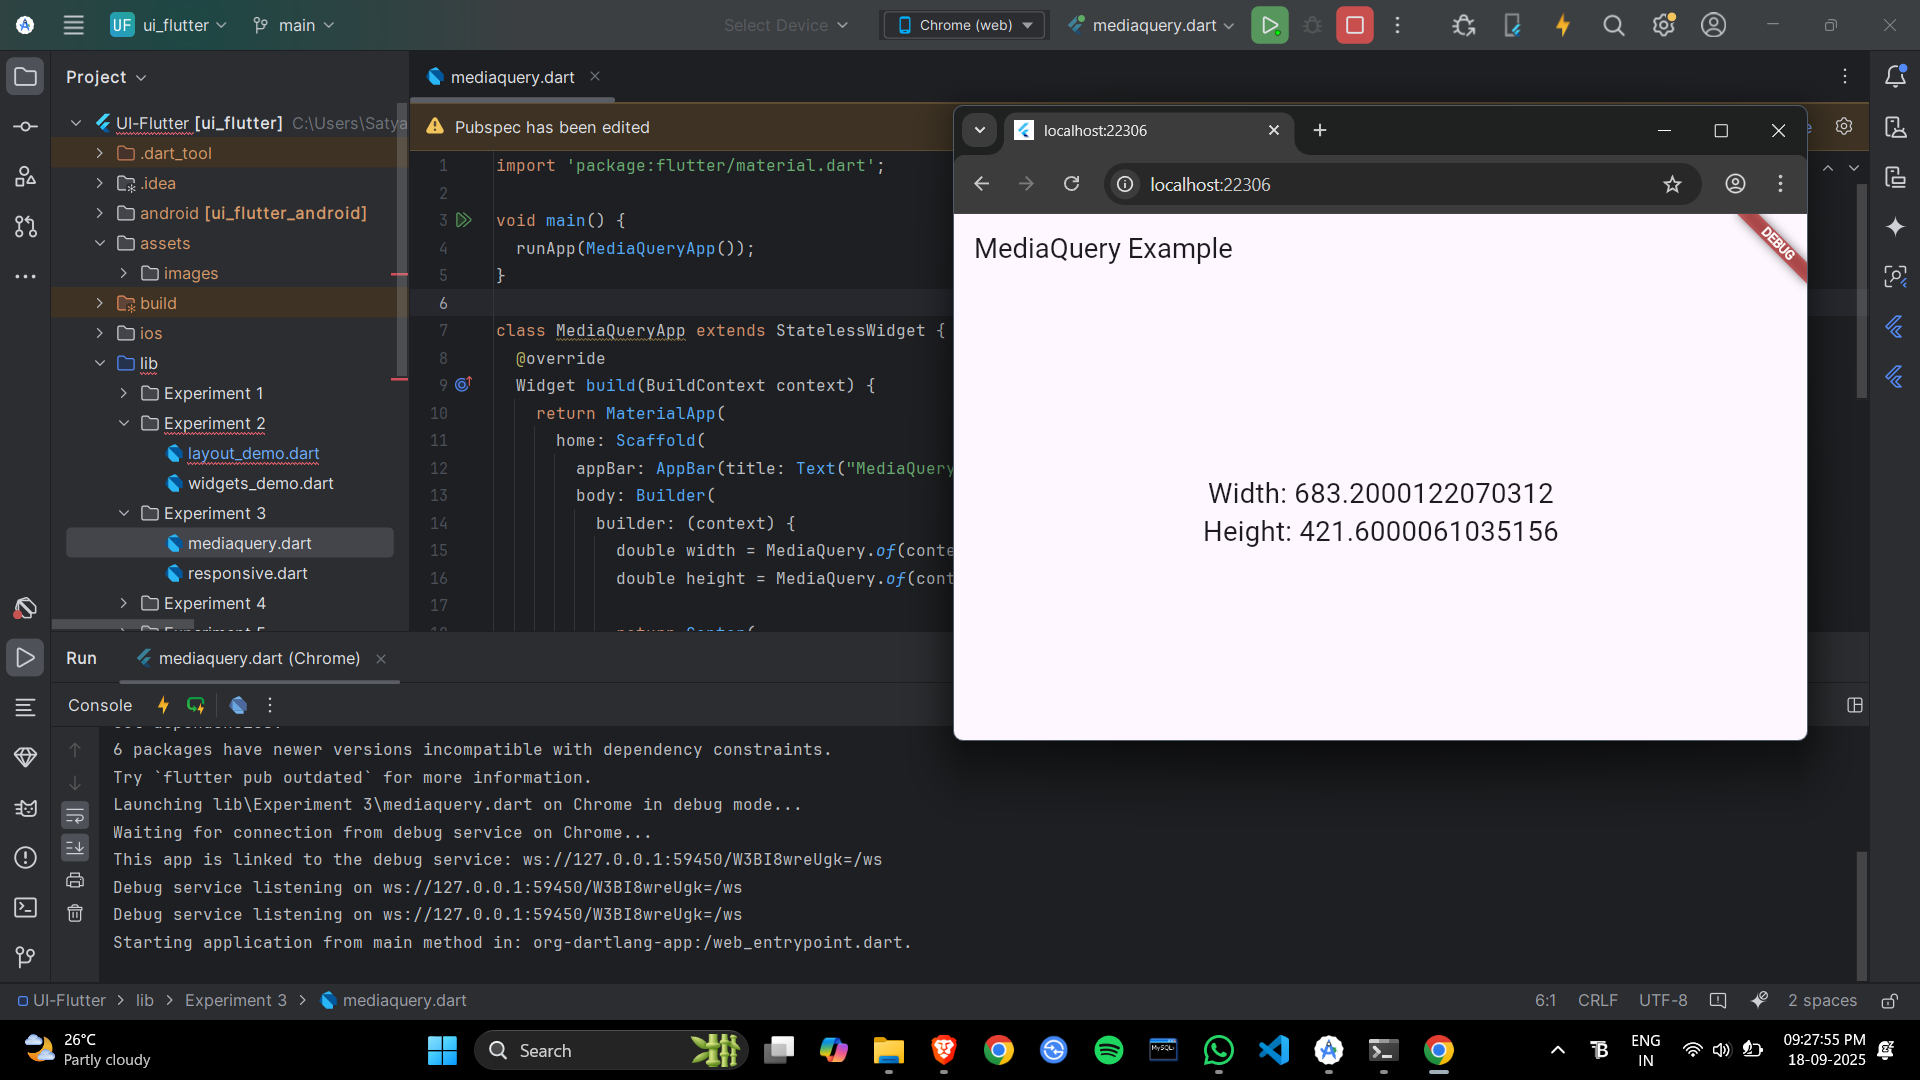 UF ui_flutter main Select Device Chrome (web) mediaquery.dart
Project
mediaquery.dart
UI-Flutter [ui_flutter] C:\Users\Satya
.dart_tool
.idea
android [ui_flutter_android]
assets
images
build
ios
lib
Experiment 1
Experiment 2
layout_demo.dart
widgets_demo.dart
Experiment 3
mediaquery.dart
responsive.dart
Experiment 4
Pubspec has been edited
1 import 'package:flutter/material.dart';
2
3 void main() {
4 runApp(MediaQueryApp());
5 }
6
7 class MediaQueryApp extends StatelessWidget {
8 @override
9 Widget build(BuildContext context) {
10 return MaterialApp(
11 home: Scaffold(
12 appBar: AppBar(title: Text("MediaQuery
13 body: Builder(
14 builder: (context) {
15 double width = MediaQuery.of(conte
16 double height = MediaQuery.of(cont
17
localhost:22306
localhost:22306
MediaQuery Example
DEBUG
Width: 683.2000122070312
Height: 421.6000061035156
Run mediaquery.dart (Chrome)
Console
6 packages have newer versions incompatible with dependency constraints.
Try `flutter pub outdated` for more information.
Launching lib\Experiment 3\mediaquery.dart on Chrome in debug mode...
Waiting for connection from debug service on Chrome...
This app is linked to the debug service: ws://127.0.0.1:59450/W3BI8wreUgk=/ws
Debug service listening on ws://127.0.0.1:59450/W3BI8wreUgk=/ws
Debug service listening on ws://127.0.0.1:59450/W3BI8wreUgk=/ws
Starting application from main method in: org-dartlang-app:/web_entrypoint.dart.
UI-Flutter > lib > Experiment 3 > mediaquery.dart
6:1 CRLF UTF-8 2 spaces
26°C
Partly cloudy
Search
MySQL
ENG
IN
09:27:55 PM
18-09-2025